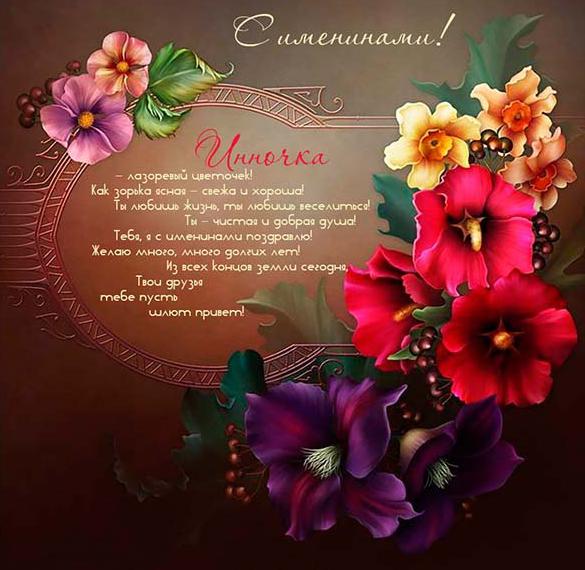 С именинами!
Инночка
– лазоревый цветочек!
Как зорька ясная – свежа и хороша!
Ты любишь жизнь, ты любишь веселиться!
Ты – чистая и добрая душа!
Тебя, я с именинами поздравлю!
Желаю много, много долгих лет!
Из всех концов земли сегодня,
Твои друзья
тебе пусть
шлют привет!